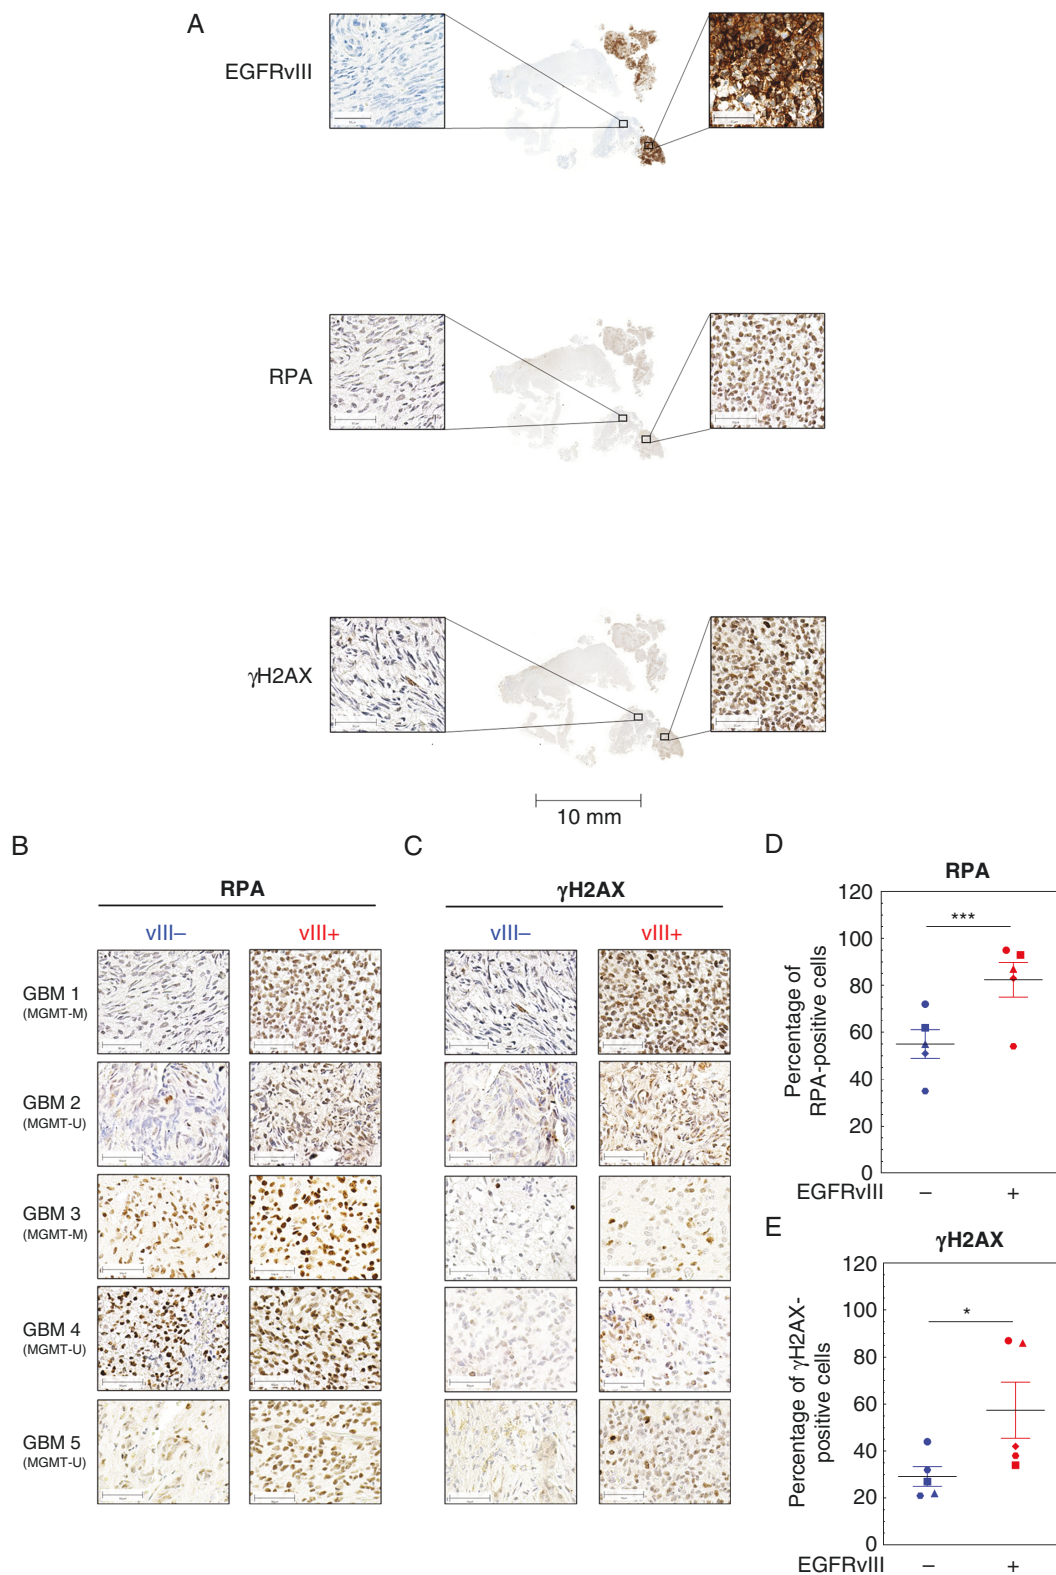 A
EGFRvIII
RPA
γH2AX
10 mm
B
RPA
vIII–
vIII+
GBM 1
(MGMT-M)
GBM 2
(MGMT-U)
GBM 3
(MGMT-M)
GBM 4
(MGMT-U)
GBM 5
(MGMT-U)
C
γH2AX
vIII–
vIII+
D
RPA
Percentage of
RPA-positive cells
120
100
80
60
40
20
0
***
EGFRvIII
–
+
E
γH2AX
Percentage of γH2AX-
positive cells
120
100
80
60
40
20
0
*
EGFRvIII
–
+